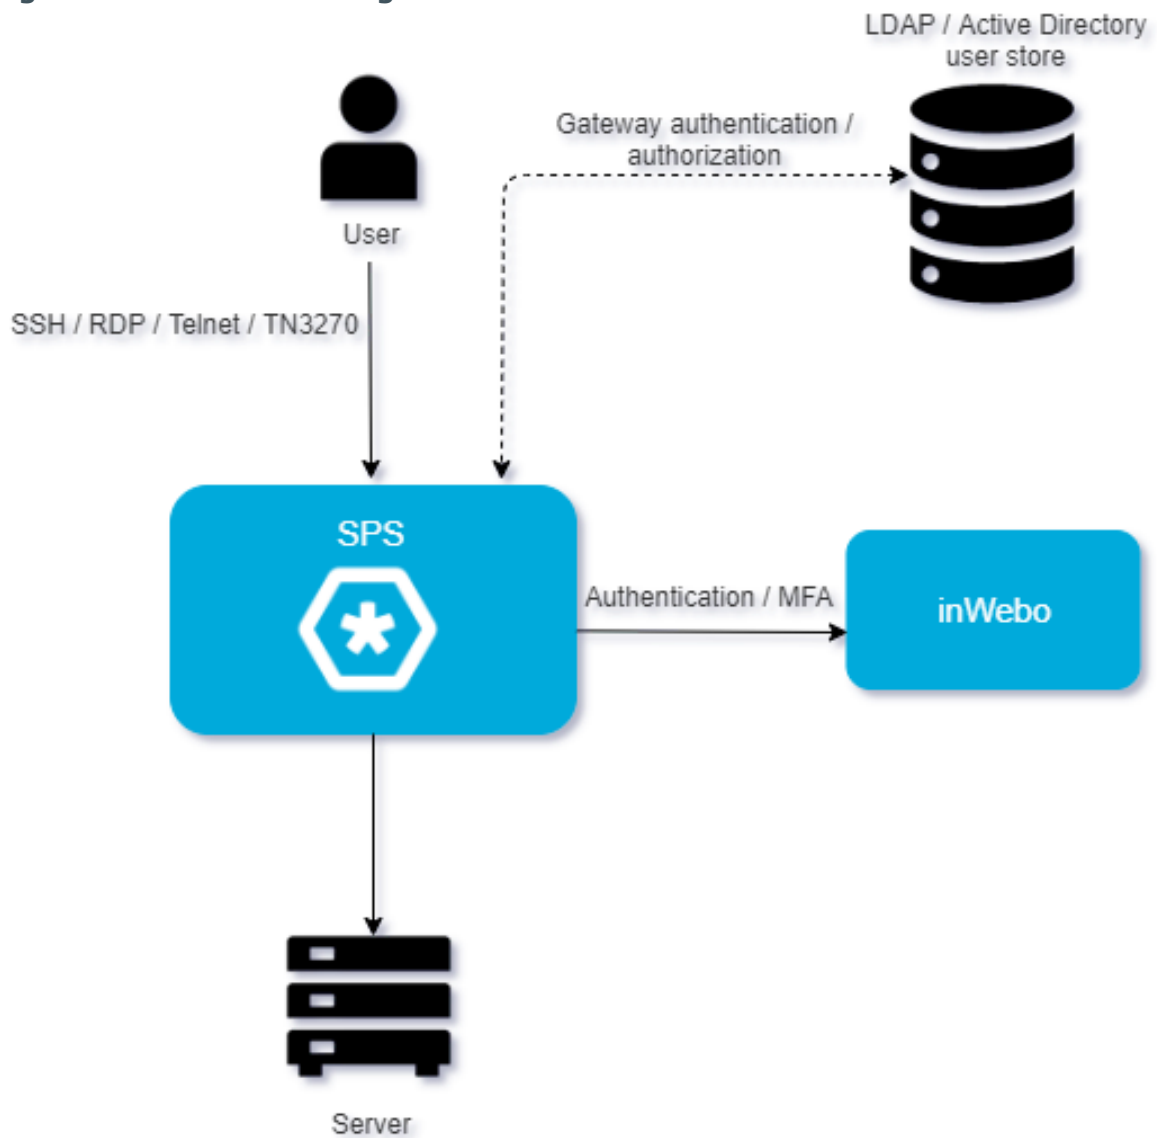 LDAP / Active Directory
user store
Gateway authentication /
authorization
User
SSH / RDP / Telnet / TN3270
SPS
Authentication / MFA
inWebo
Server